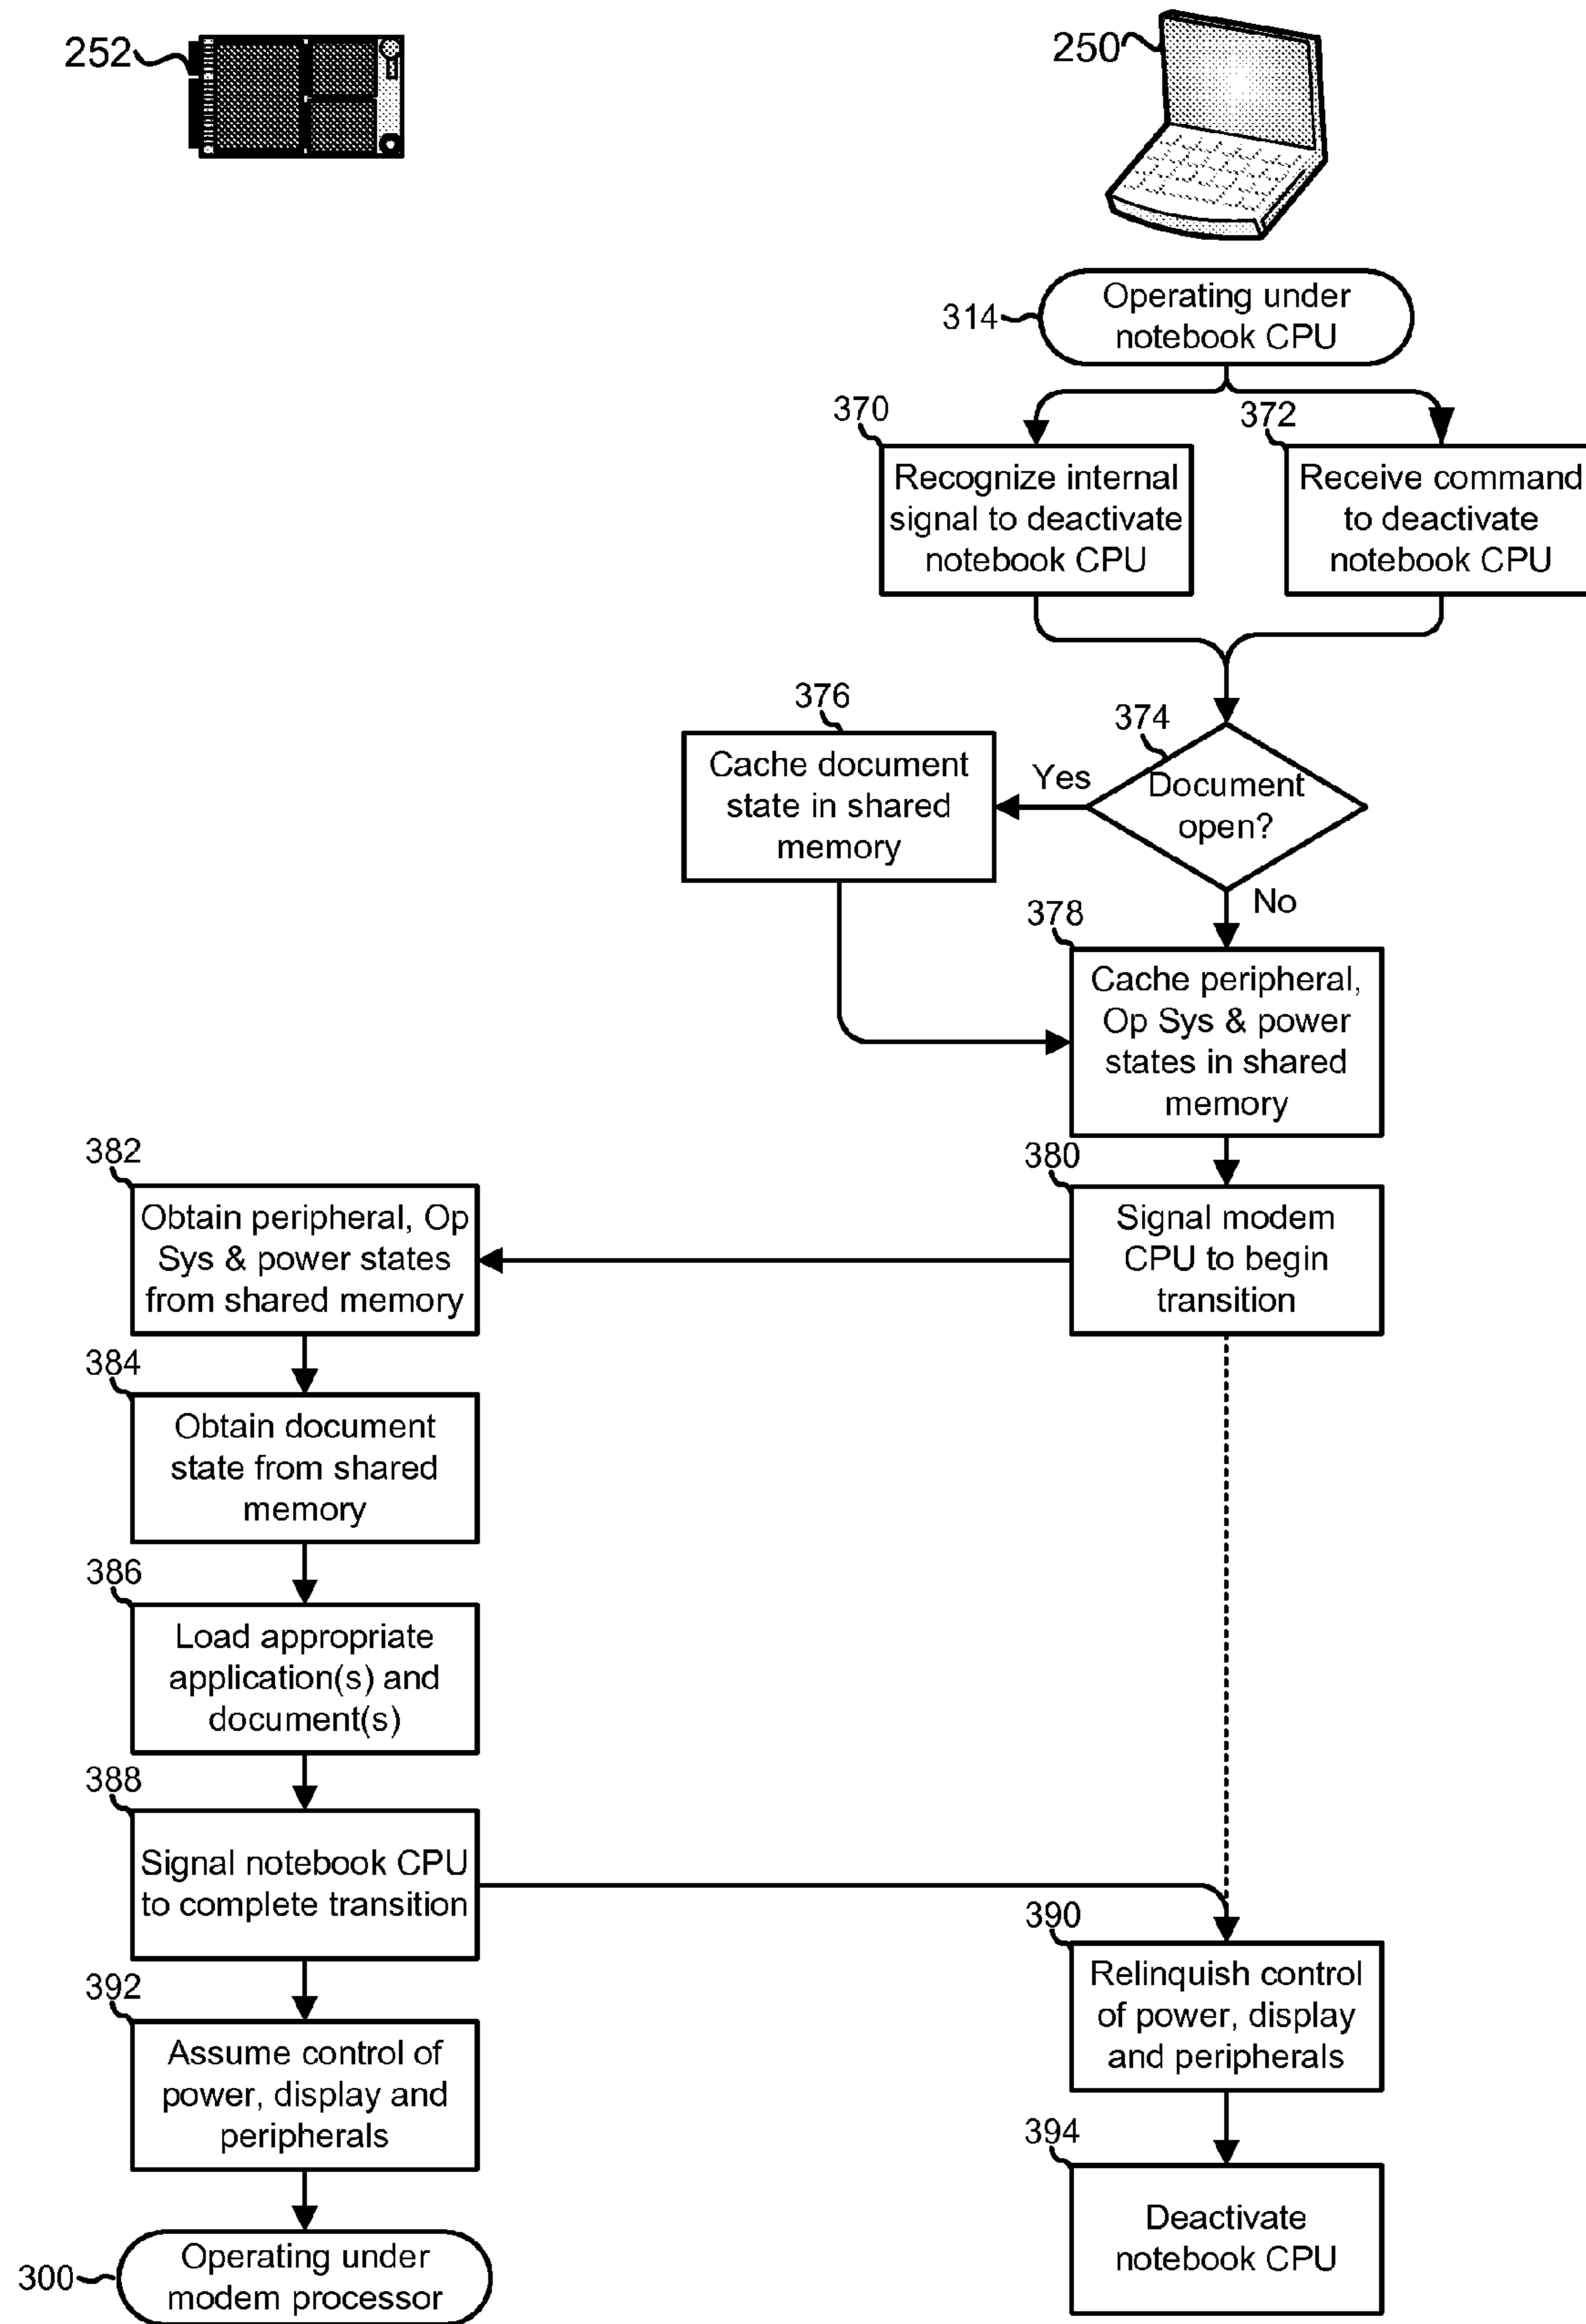 252
250
314
Operating under
notebook CPU
370
372
Recognize internal
signal to deactivate
notebook CPU
Receive command
to deactivate
notebook CPU
376
374
Cache document
state in shared
memory
Yes
Document
open?
No
378
Cache peripheral,
Op Sys & power
states in shared
memory
382
380
Obtain peripheral, Op
Sys & power states
from shared memory
Signal modem
CPU to begin
transition
384
Obtain document
state from shared
memory
386
Load appropriate
application(s) and
document(s)
388
Signal notebook CPU
to complete transition
390
Relinquish control
of power, display
and peripherals
392
Assume control of
power, display and
peripherals
394
Deactivate
notebook CPU
300
Operating under
modem processor